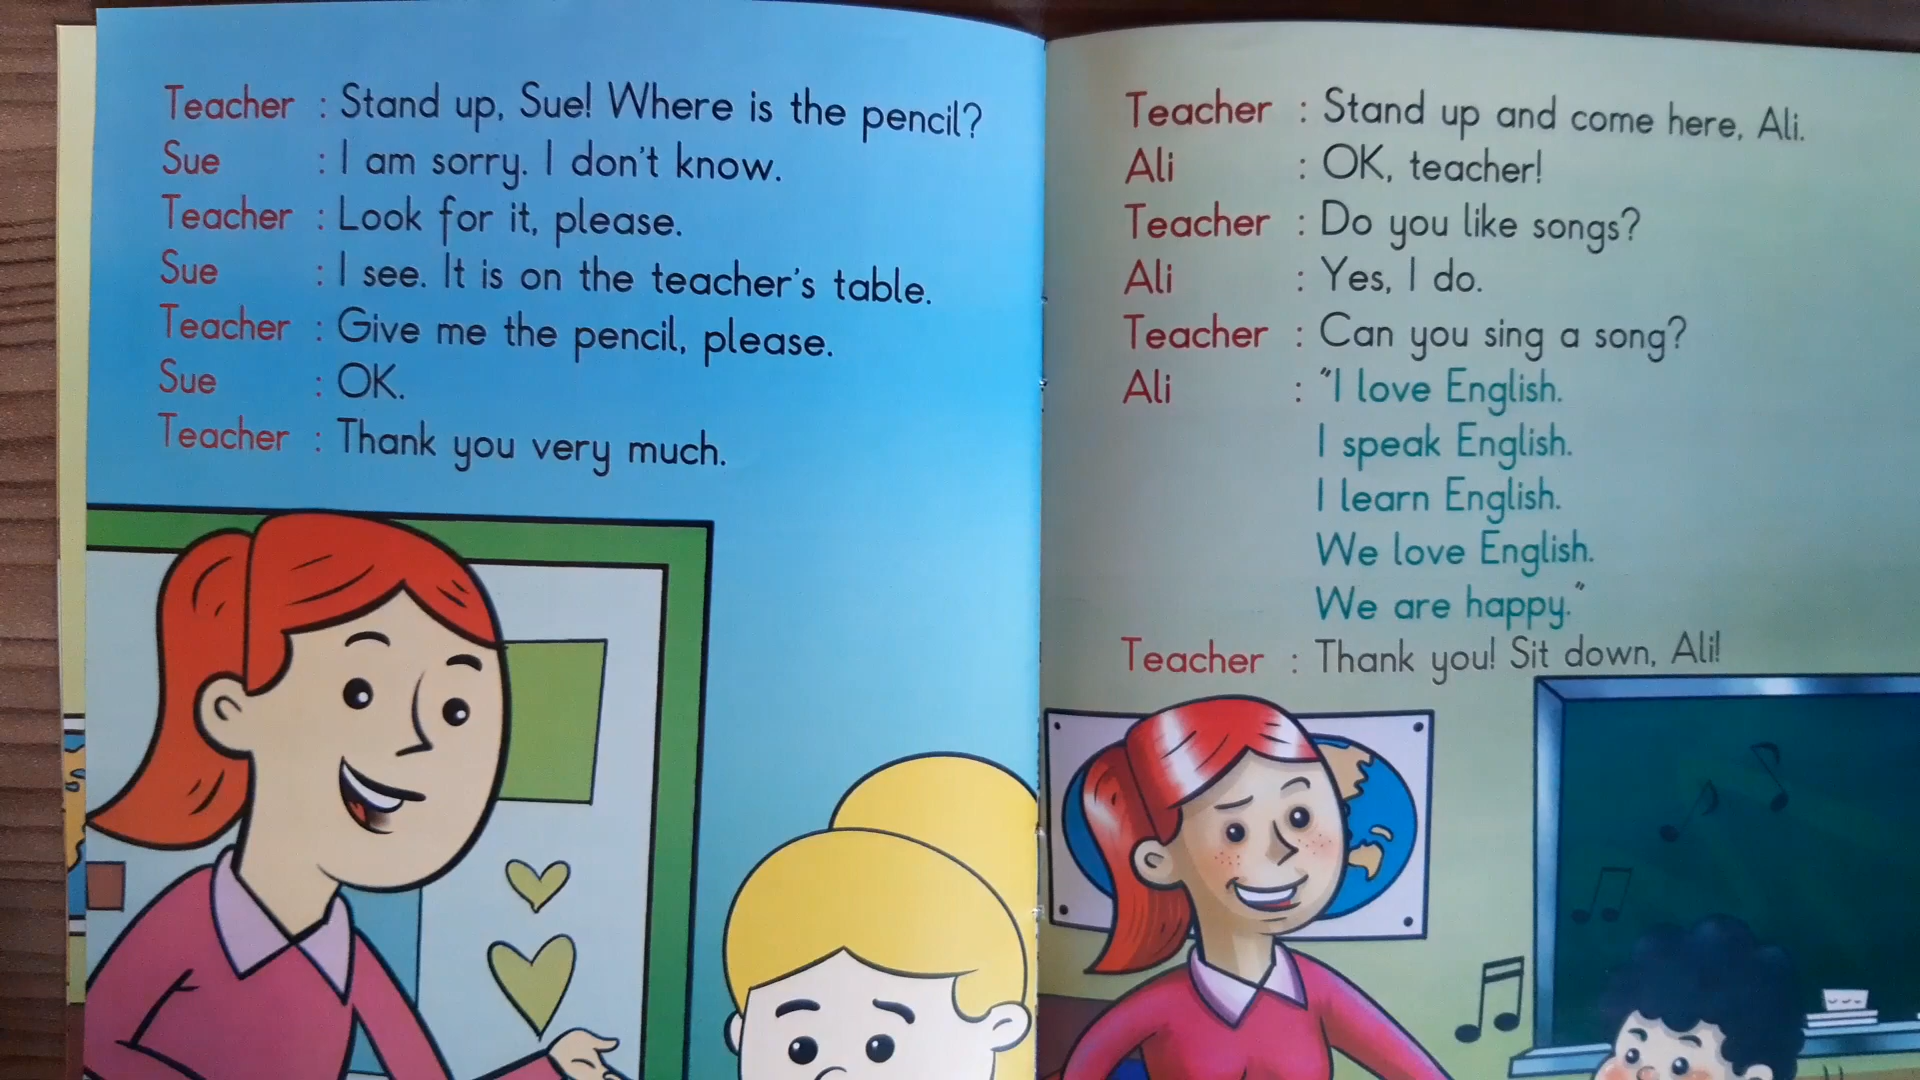 Teacher : Stand up, Sue! Where is the pencil?
Sue : I am sorry. I don't know.
Teacher : Look for it, please.
Sue : I see. It is on the teacher's table.
Teacher : Give me the pencil, please.
Sue : OK.
Teacher : Thank you very much.
Teacher : Stand up and come here, Ali.
Ali : OK, teacher!
Teacher : Do you like songs?
Ali : Yes, I do.
Teacher : Can you sing a song?
Ali : "I love English.
I speak English.
I learn English.
We love English.
We are happy."
Teacher : Thank you! Sit down, Ali!